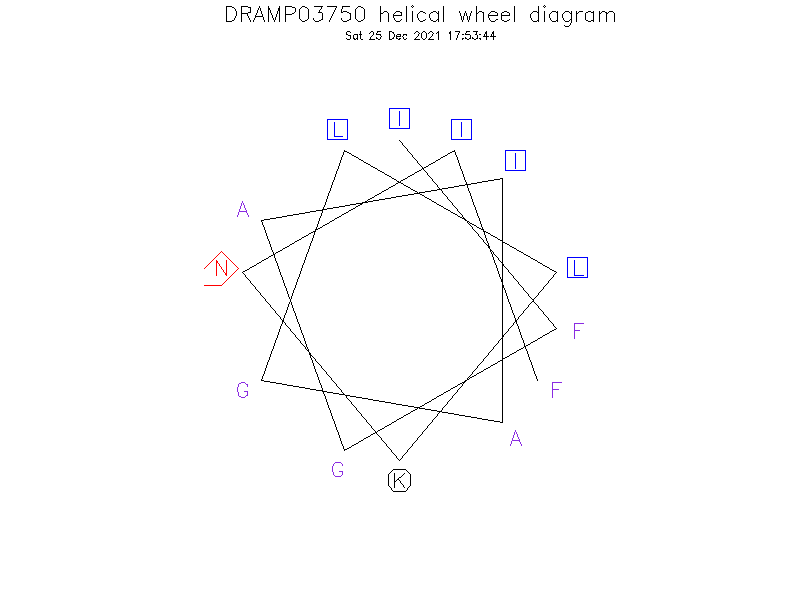 DRAMP03750 helical wheel diagram
Sat 25 Dec 2021 17:53:44
L I I
I
A
N L
F
G F
A
G K